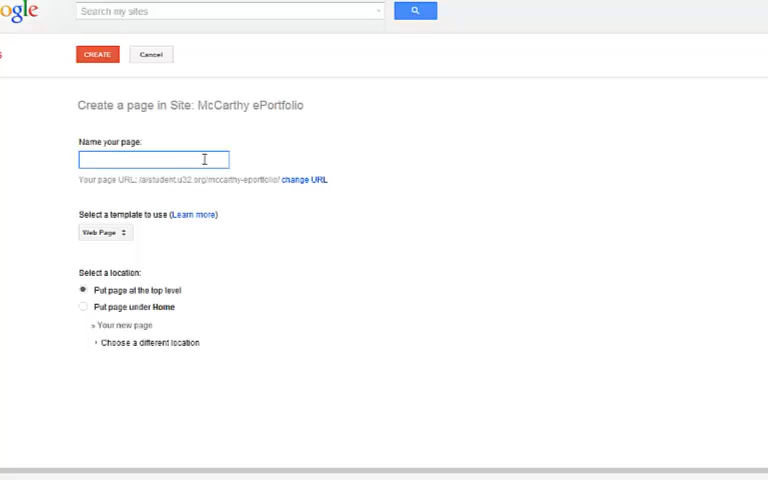 ogle Search my sites
CREATE Cancel
Create a page in Site: McCarthy ePortfolio
Name your page:
Your page URL: /a/student.u32.org/mccarthy-eportfolio/ change URL
Select a template to use (Learn more)
Web Page
Select a location:
Put page at the top level
Put page under Home
» Your new page
› Choose a different location